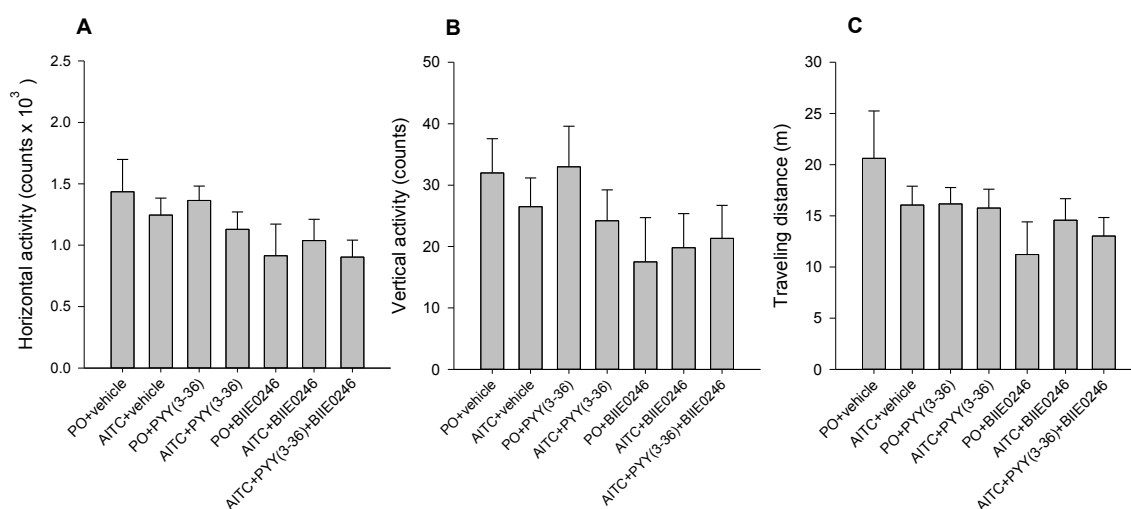 A
Horizontal activity (counts x 10³ )
2.5
2.0
1.5
1.0
0.5
0.0
PO+vehicle
AITC+vehicle
PO+PYY(3-36)
AITC+PYY(3-36)
PO+BIIE0246
AITC+BIIE0246
AITC+PYY(3-36)+BIIE0246
B
Vertical activity (counts)
50
40
30
20
10
0
PO+vehicle
AITC+vehicle
PO+PYY(3-36)
AITC+PYY(3-36)
PO+BIIE0246
AITC+BIIE0246
AITC+PYY(3-36)+BIIE0246
C
Traveling distance (m)
30
25
20
15
10
5
0
PO+vehicle
AITC+vehicle
PO+PYY(3-36)
AITC+PYY(3-36)
PO+BIIE0246
AITC+BIIE0246
AITC+PYY(3-36)+BIIE0246